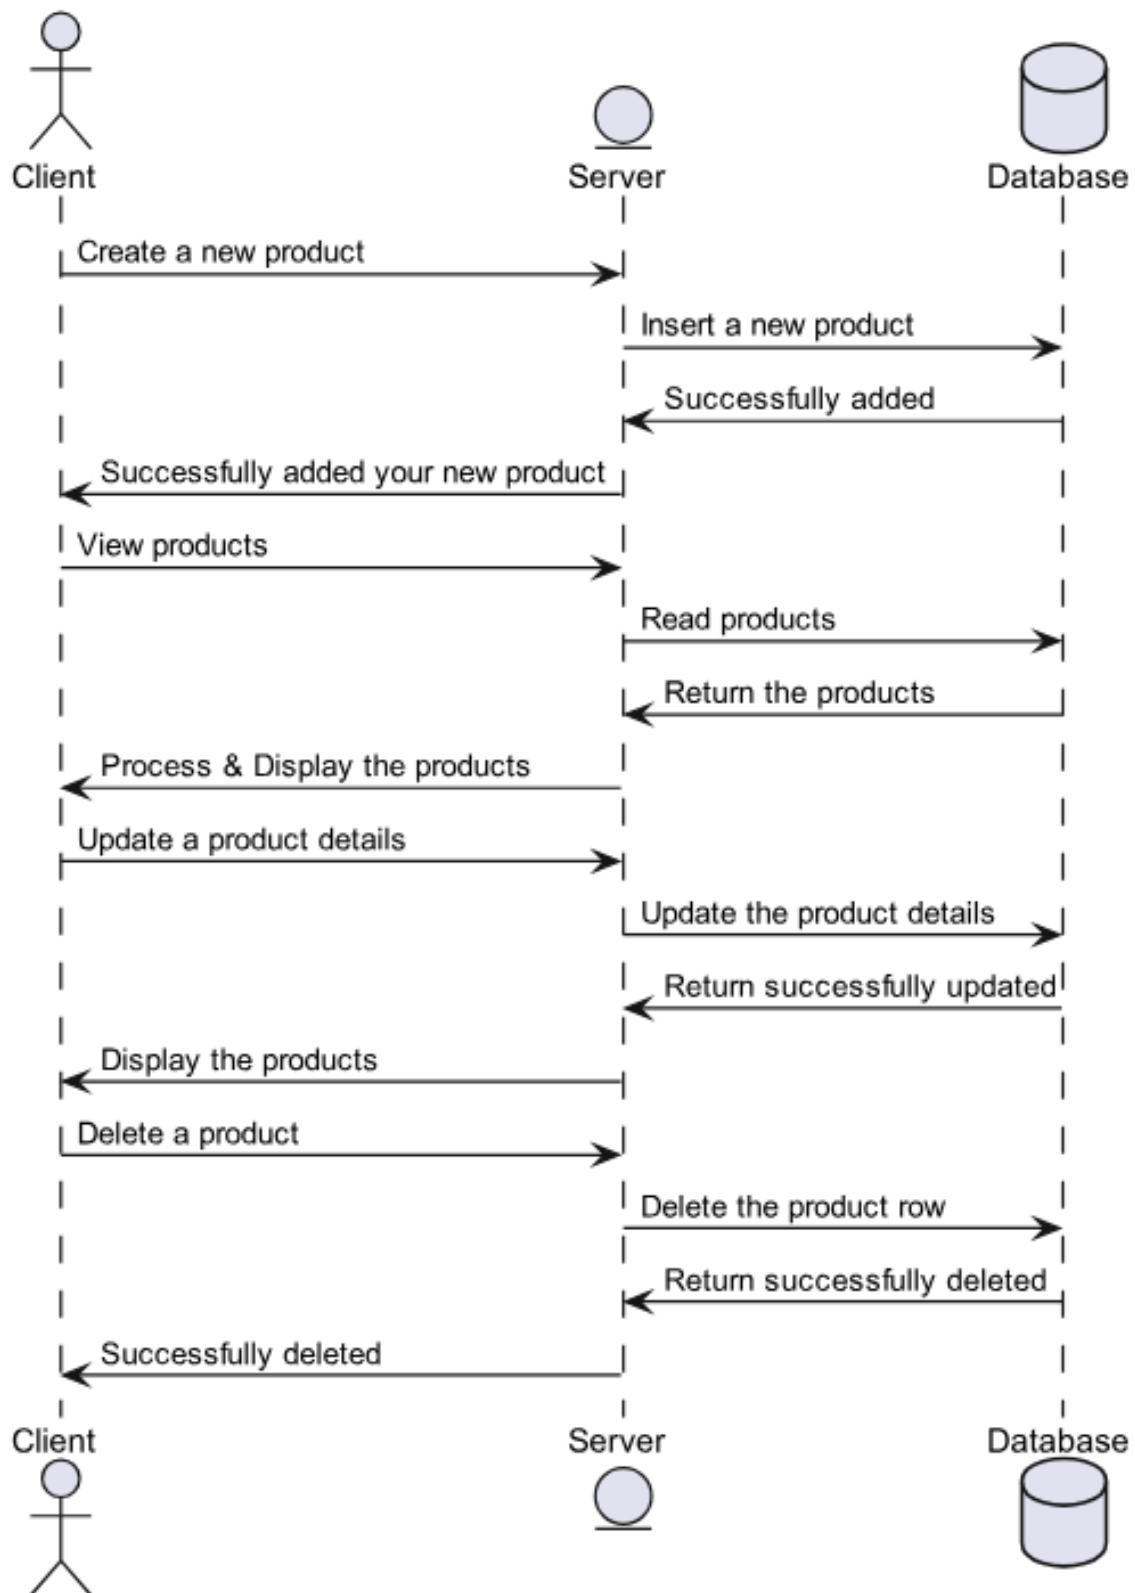 Client
Server
Database
Create a new product
Insert a new product
Successfully added
Successfully added your new product
View products
Read products
Return the products
Process & Display the products
Update a product details
Update the product details
Return successfully updated
Display the products
Delete a product
Delete the product row
Return successfully deleted
Successfully deleted
Client
Server
Database